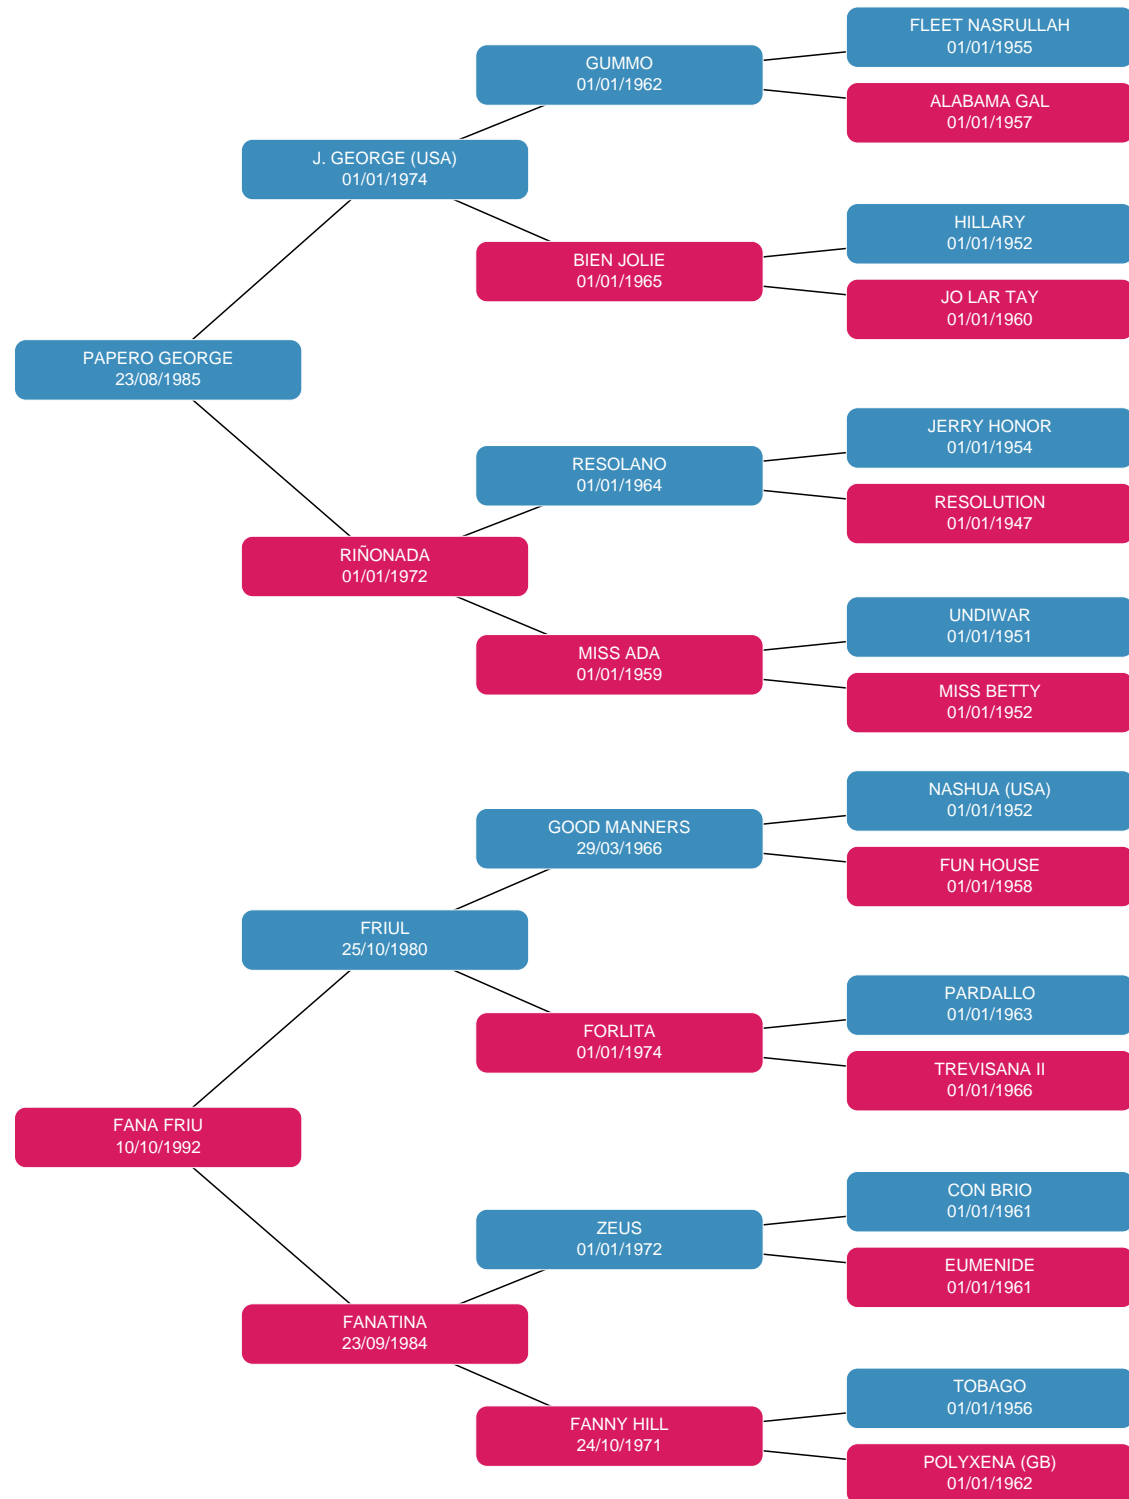 FLEET NASRULLAH
01/01/1955
GUMMO
01/01/1962
ALABAMA GAL
01/01/1957
J. GEORGE (USA)
01/01/1974
HILLARY
01/01/1952
BIEN JOLIE
01/01/1965
JO LAR TAY
01/01/1960
PAPERO GEORGE
23/08/1985
JERRY HONOR
01/01/1954
RESOLANO
01/01/1964
RESOLUTION
01/01/1947
RIÑONADA
01/01/1972
UNDIWAR
01/01/1951
MISS ADA
01/01/1959
MISS BETTY
01/01/1952
NASHUA (USA)
01/01/1952
GOOD MANNERS
29/03/1966
FUN HOUSE
01/01/1958
FRIUL
25/10/1980
PARDALLO
01/01/1963
FORLITA
01/01/1974
TREVISANA II
01/01/1966
FANA FRIU
10/10/1992
CON BRIO
01/01/1961
ZEUS
01/01/1972
EUMENIDE
01/01/1961
FANATINA
23/09/1984
TOBAGO
01/01/1956
FANNY HILL
24/10/1971
POLYXENA (GB)
01/01/1962